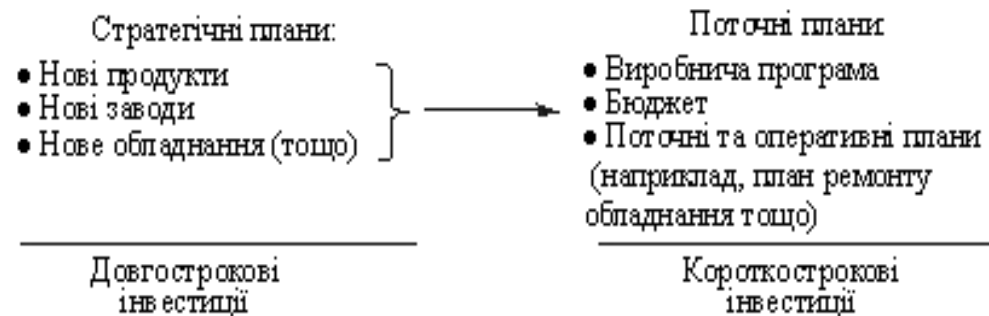 Стратегічні плани:
● Нові продукти
● Нові заводи
● Нове обладнання (тощо)
Довгострокові
інвестиції
Поточні плани
● Виробнича програма
● Бюджет
● Поточні та оперативні плани
(наприклад, план ремонту
обладнання тощо)
Короткострокові
інвестиції